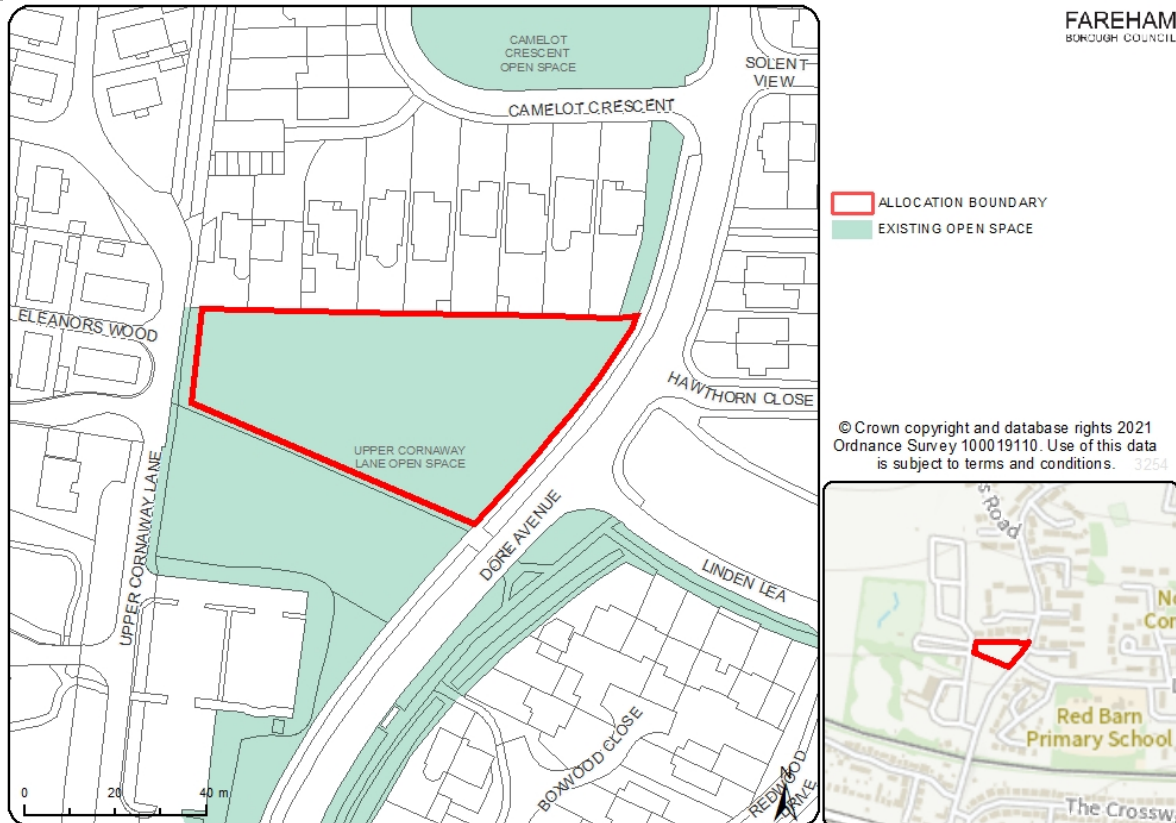 CAMELOT
CRESCENT
OPEN SPACE
SOLENT
VIEW
CAMELOT CRESCENT
ELEANORS WOOD
HAWTHORN CLOSE
UPPER CORNAWAY
LANE OPEN SPACE
UPPER CORNAWAY LANE
DORE AVENUE
LINDEN LEA
BOXWOOD CLOSE
REDWOOD
DRIVE
0 20 40 m
FAREHAM
BOROUGH COUNCIL
ALLOCATION BOUNDARY
EXISTING OPEN SPACE
© Crown copyright and database rights 2021
Ordnance Survey 100019110. Use of this data
is subject to terms and conditions. 3254
s Road
No
Cor
Red Barn
Primary School
The Crossw